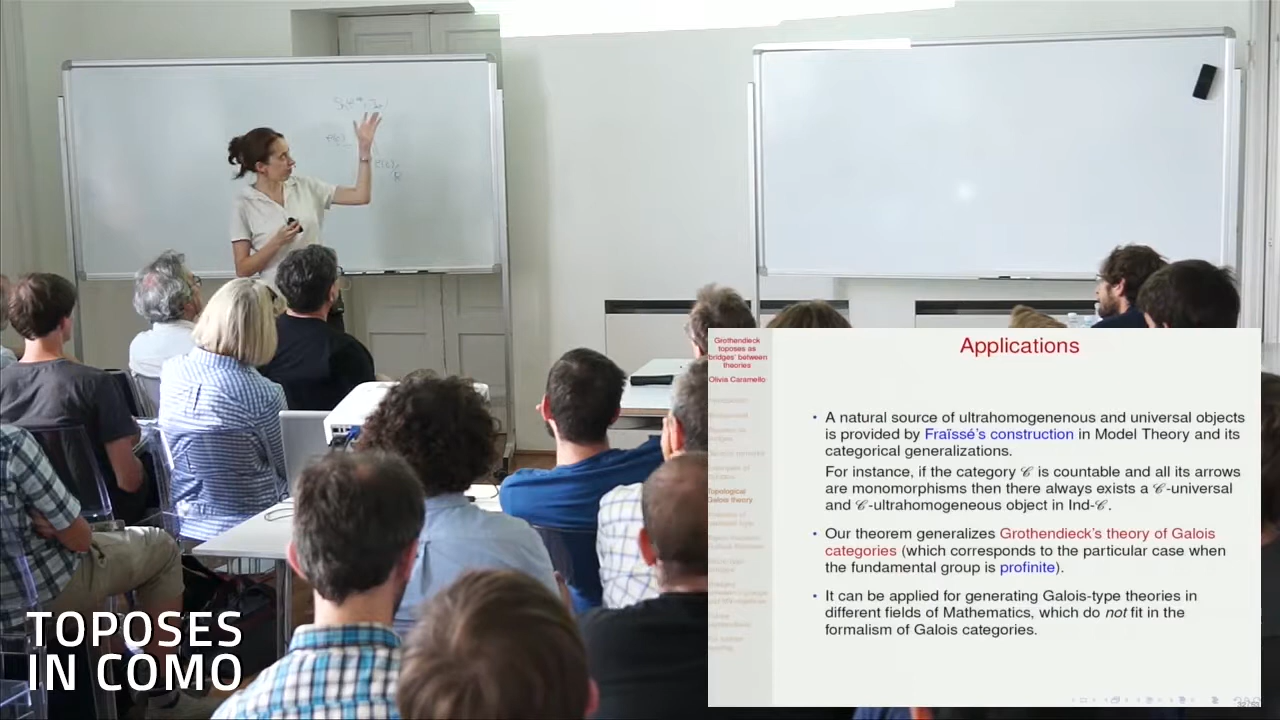 TOPOSES
IN COMO
Grothendieck
toposes as
'bridges' between
theories
Olivia Caramello
Topological
Galois theory
Applications
• A natural source of ultrahomogenenous and universal objects
is provided by Fraïssé's construction in Model Theory and its
categorical generalizations.
For instance, if the category 𝒞 is countable and all its arrows
are monomorphisms then there always exists a 𝒞-universal
and 𝒞-ultrahomogeneous object in Ind-𝒞.
• Our theorem generalizes Grothendieck's theory of Galois
categories (which corresponds to the particular case when
the fundamental group is profinite).
• It can be applied for generating Galois-type theories in
different fields of Mathematics, which do not fit in the
formalism of Galois categories.